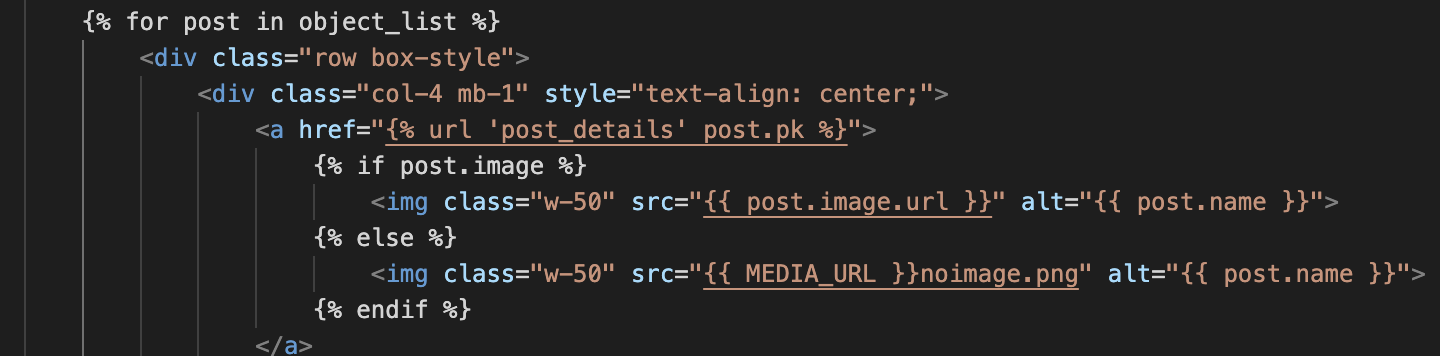 {% for post in object_list %}
<div class="row box-style">
<div class="col-4 mb-1" style="text-align: center;">
<a href="{% url 'post_details' post.pk %}">
{% if post.image %}
<img class="w-50" src="{{ post.image.url }}" alt="{{ post.name }}">
{% else %}
<img class="w-50" src="{{ MEDIA_URL }}noimage.png" alt="{{ post.name }}">
{% endif %}
</a>